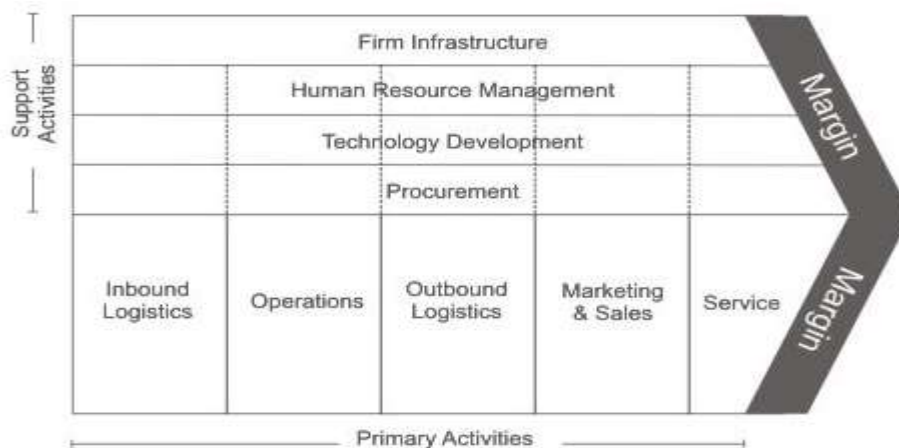 Support
Activities
Firm Infrastructure
Human Resource Management
Technology Development
Procurement
Inbound
Logistics
Operations
Outbound
Logistics
Marketing
& Sales
Service
Margin
Margin
Primary Activities